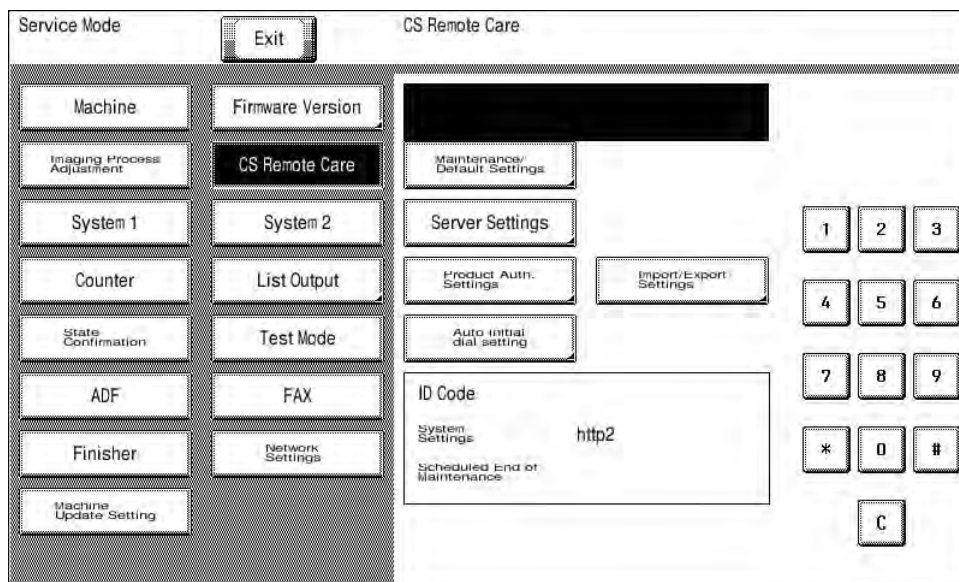 Service Mode
Exit
CS Remote Care
Machine
Firmware Version
Imaging Process
Adjustment
CS Remote Care
System 1
System 2
Counter
List Output
State
Confirmation
Test Mode
ADF
FAX
Finisher
Network
Settings
Machine
Update Setting
Maintenance/
Default Settings
Server Settings
Product Auth.
Settings
Import/Export
Settings
Auto initial
dial setting
ID Code
System
Settings
http2
Scheduled End of
Maintenance
1 2 3
4 5 6
7 8 9
* 0 #
C